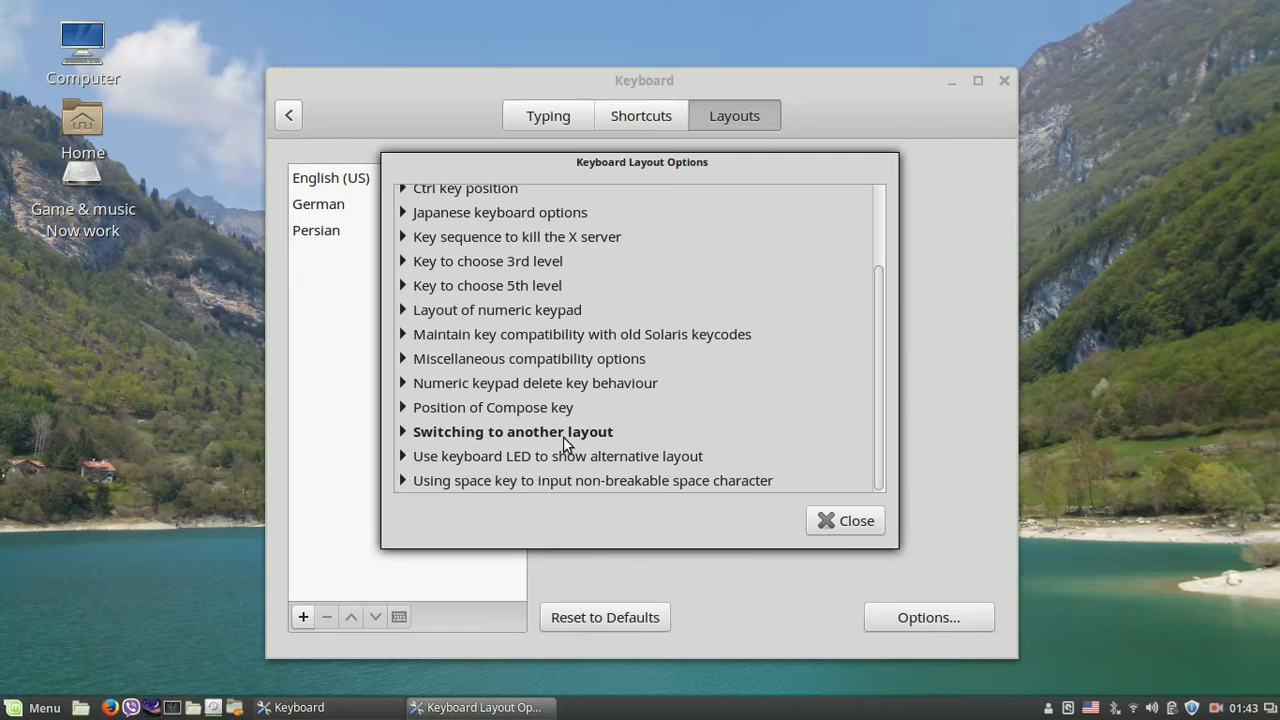 Computer
Home
Game & music
Now work
Keyboard
Typing
Shortcuts
Layouts
English (US)
German
Persian
Keyboard Layout Options
Ctrl key position
Japanese keyboard options
Key sequence to kill the X server
Key to choose 3rd level
Key to choose 5th level
Layout of numeric keypad
Maintain key compatibility with old Solaris keycodes
Miscellaneous compatibility options
Numeric keypad delete key behaviour
Position of Compose key
Switching to another layout
Use keyboard LED to show alternative layout
Using space key to input non-breakable space character
Close
Reset to Defaults
Options...
Menu
Keyboard
Keyboard Layout Op...
01:43